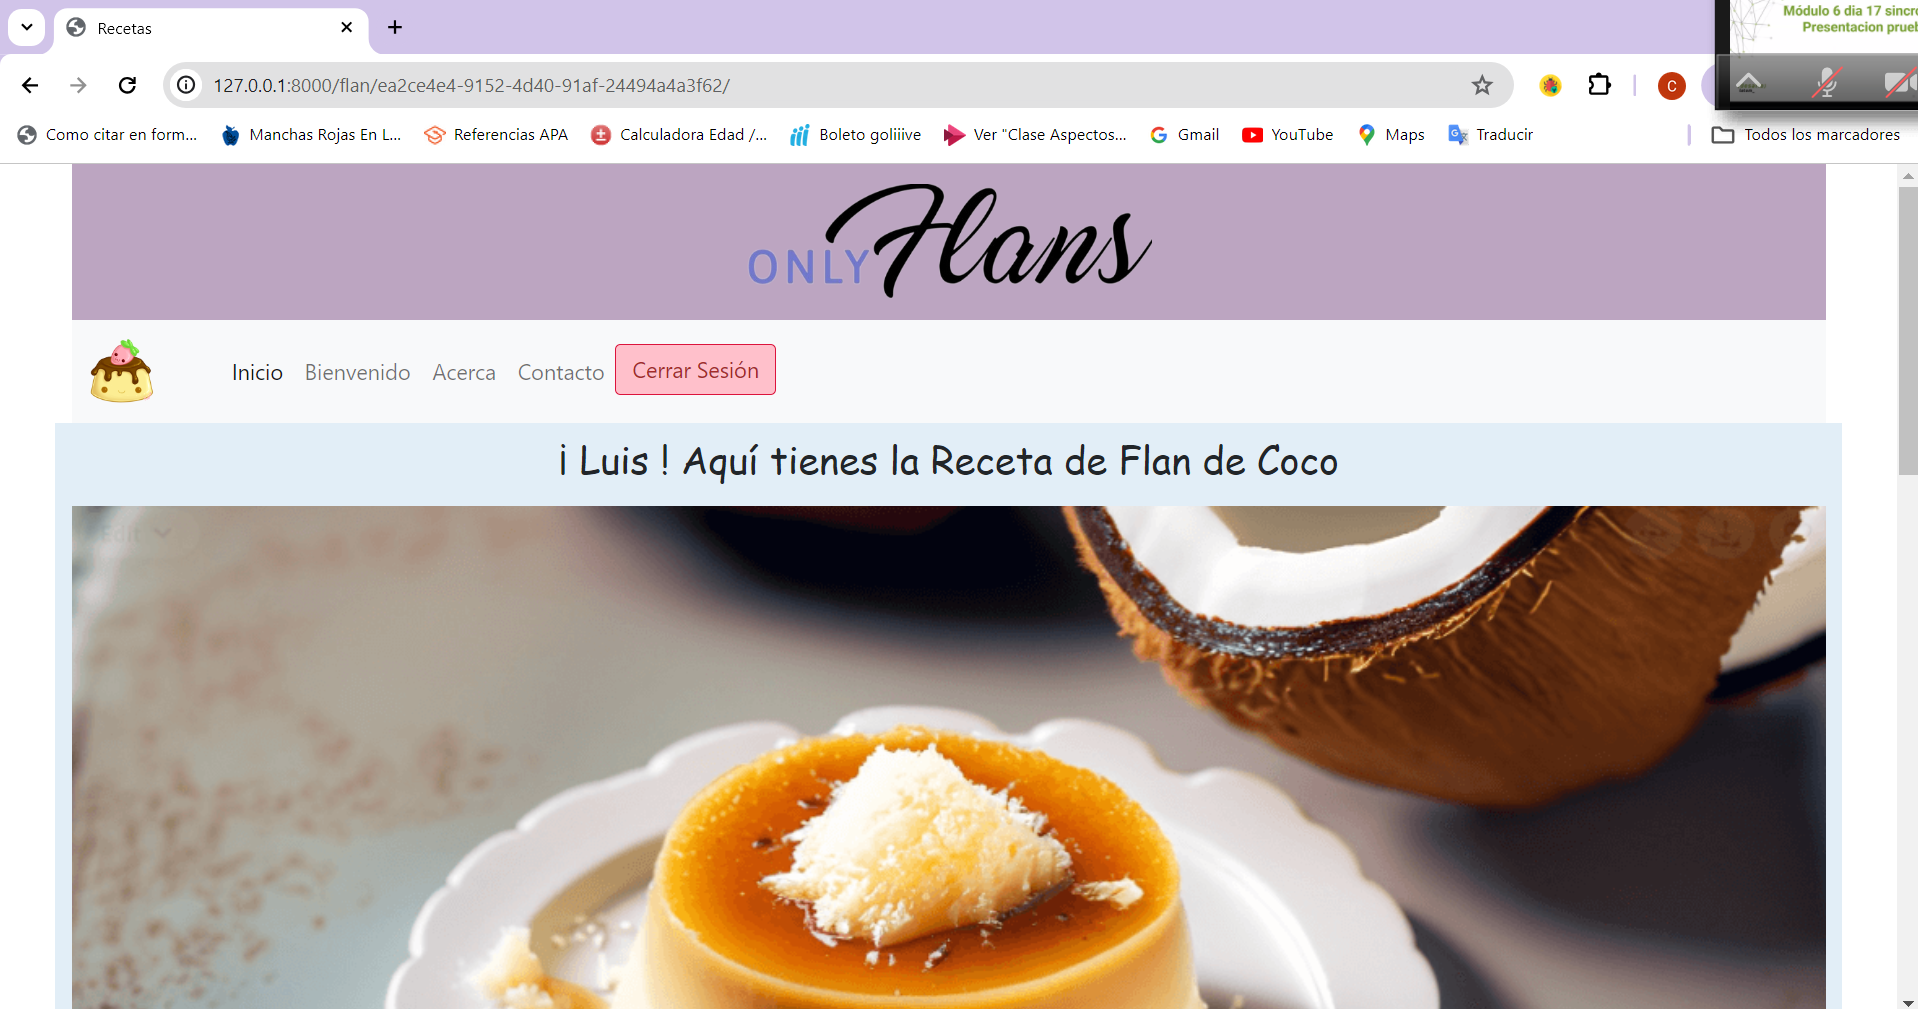 Recetas
Módulo 6 dia 17 sincro
Presentacion prueb
127.0.0.1:8000/flan/ea2ce4e4-9152-4d40-91af-24494a4a3f62/
C
Como citar en form... Manchas Rojas En L... Referencias APA Calculadora Edad /... Boleto goliiive Ver "Clase Aspectos... Gmail YouTube Maps Traducir Todos los marcadores
ONLY Flans
Inicio Bienvenido Acerca Contacto Cerrar Sesión
¡ Luis ! Aquí tienes la Receta de Flan de Coco
Edit